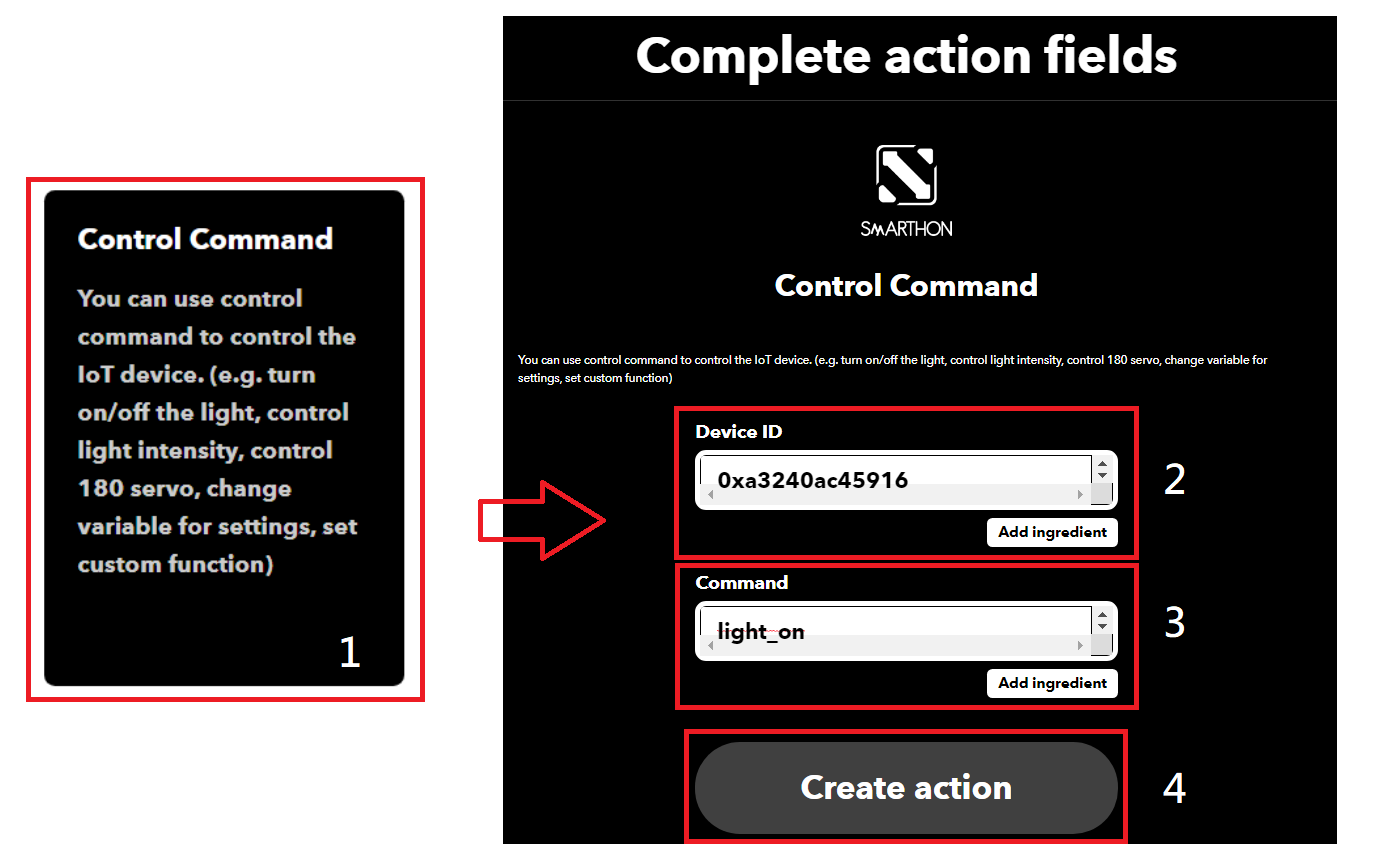 Control Command
You can use control
command to control the
IoT device. (e.g. turn
on/off the light, control
light intensity, control
180 servo, change
variable for settings, set
custom function)
1
Complete action fields
SMARTHON
Control Command
You can use control command to control the IoT device. (e.g. turn on/off the light, control light intensity, control 180 servo, change variable for
settings, set custom function)
Device ID
0xa3240ac45916
2
Add ingredient
Command
light_on
3
Add ingredient
Create action
4